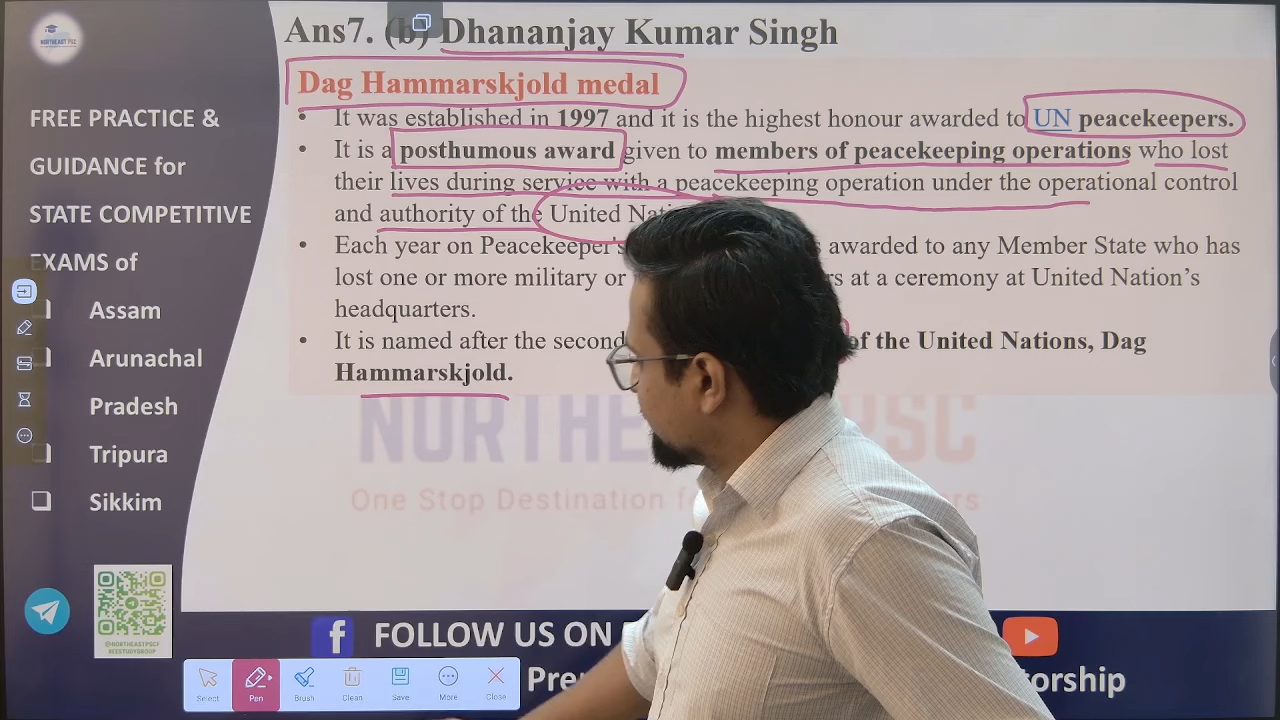 Ans7. (b) Dhananjay Kumar Singh
Dag Hammarskjold medal
• It was established in 1997 and it is the highest honour awarded to UN peacekeepers.
• It is a posthumous award given to members of peacekeeping operations who lost
their lives during service with a peacekeeping operation under the operational control
and authority of the United
• Each year on Peacekeeper's awarded to any Member State who has
lost one or more military or at a ceremony at United Nation’s
headquarters.
• It is named after the second of the United Nations, Dag
Hammarskjold.
NORTHEAST PSC
FREE PRACTICE &
GUIDANCE for
STATE COMPETITIVE
EXAMS of
Assam
Arunachal
Pradesh
Tripura
Sikkim
One Stop Destination
@NORTHEASTPSCF
REESTUDYGROUP
FOLLOW US ON
Select
Pen
Brush
Clean
Save
More
Close